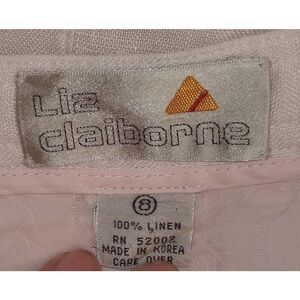 Liz
claiborne
8
100% LINEN
RN 52002
MADE IN KOREA
CARE OVER